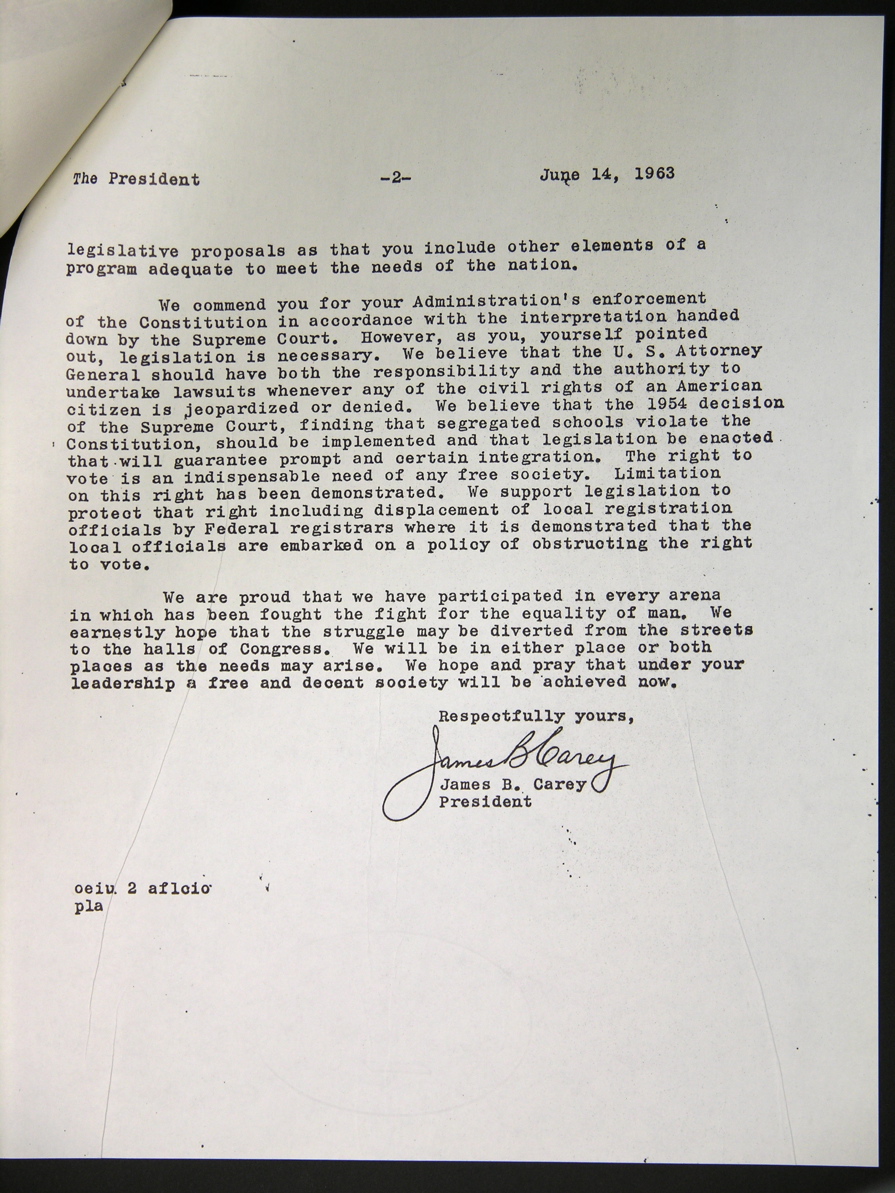 The President -2- June 14, 1963
legislative proposals as that you include other elements of a
program adequate to meet the needs of the nation.
We commend you for your Administration's enforcement
of the Constitution in accordance with the interpretation handed
down by the Supreme Court. However, as you, yourself pointed
out, legislation is necessary. We believe that the U. S. Attorney
General should have both the responsibility and the authority to
undertake lawsuits whenever any of the civil rights of an American
citizen is jeopardized or denied. We believe that the 1954 decision
of the Supreme Court, finding that segregated schools violate the
Constitution, should be implemented and that legislation be enacted
that will guarantee prompt and certain integration. The right to
vote is an indispensable need of any free society. Limitation
on this right has been demonstrated. We support legislation to
protect that right including displacement of local registration
officials by Federal registrars where it is demonstrated that the
local officials are embarked on a policy of obstructing the right
to vote.
We are proud that we have participated in every arena
in which has been fought the fight for the equality of man. We
earnestly hope that the struggle may be diverted from the streets
to the halls of Congress. We will be in either place or both
places as the needs may arise. We hope and pray that under your
leadership a free and decent society will be achieved now.
Respectfully yours,
James B Carey
James B. Carey
President
oeiu. 2 aflcio
pla